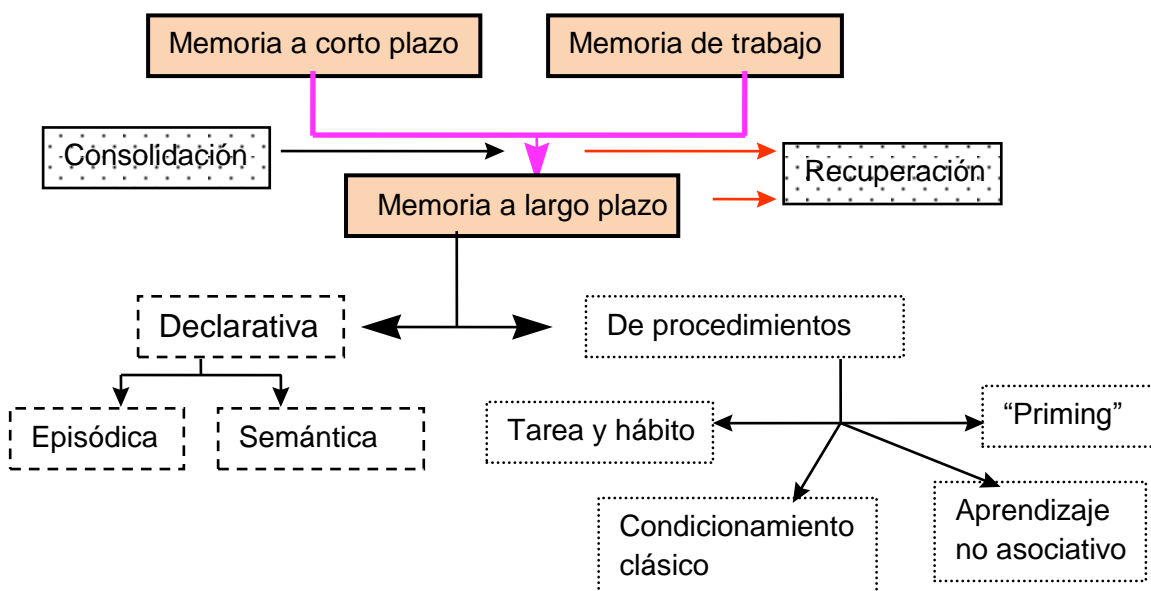 Memoria a corto plazo
Memoria de trabajo
Consolidación
Recuperación
Memoria a largo plazo
Declarativa
De procedimientos
Episódica
Semántica
Tarea y hábito
“Priming”
Condicionamiento
clásico
Aprendizaje
no asociativo